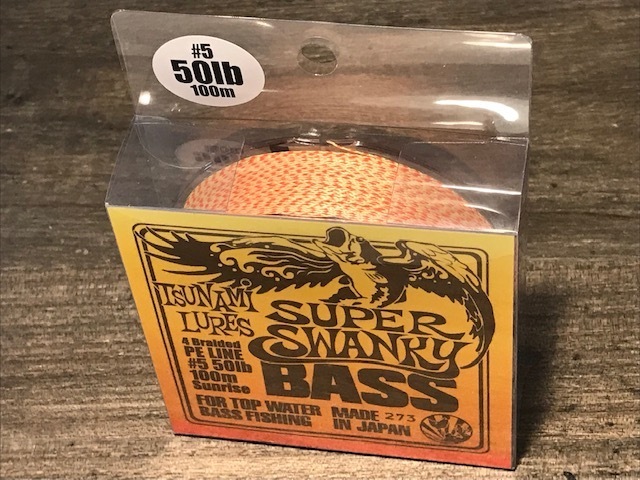 #5
50lb
100m
TSUNAMI
LURES
SUPER
SWANKY
BASS
4 Braided
PE LINE
#5 50lb
100m
Sunrise
FOR TOP WATER
BASS FISHING
MADE 273
IN JAPAN